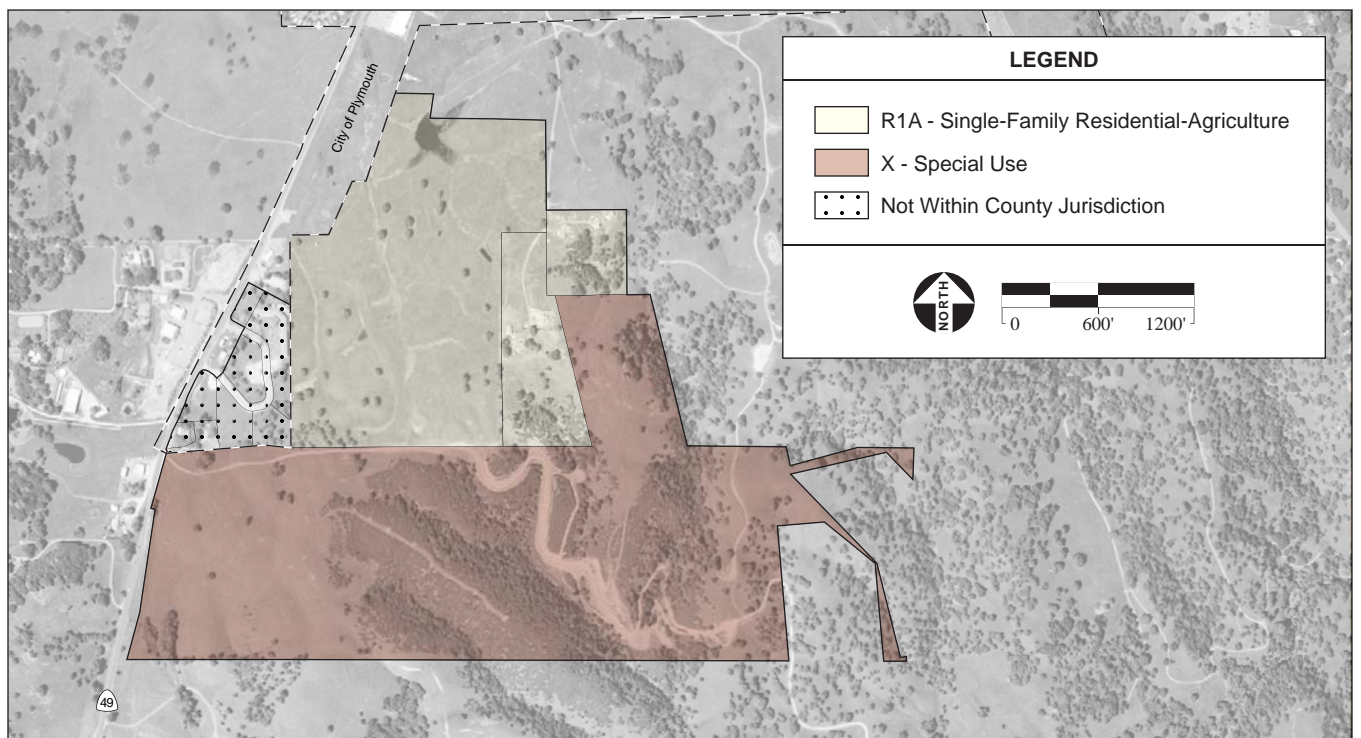 City of Plymouth
LEGEND
R1A - Single-Family Residential-Agriculture
X - Special Use
Not Within County Jurisdiction
NORTH
0 600' 1200'
49